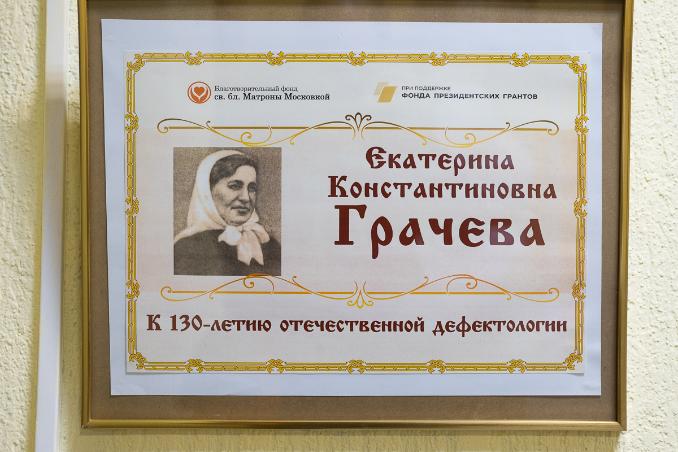 Благотворительный фонд
св. бл. Матроны Московской
ПРИ ПОДДЕРЖКЕ
ФОНДА ПРЕЗИДЕНТСКИХ ГРАНТОВ
Екатерина
Константиновна
Грачева
К 130-летию отечественной дефектологии